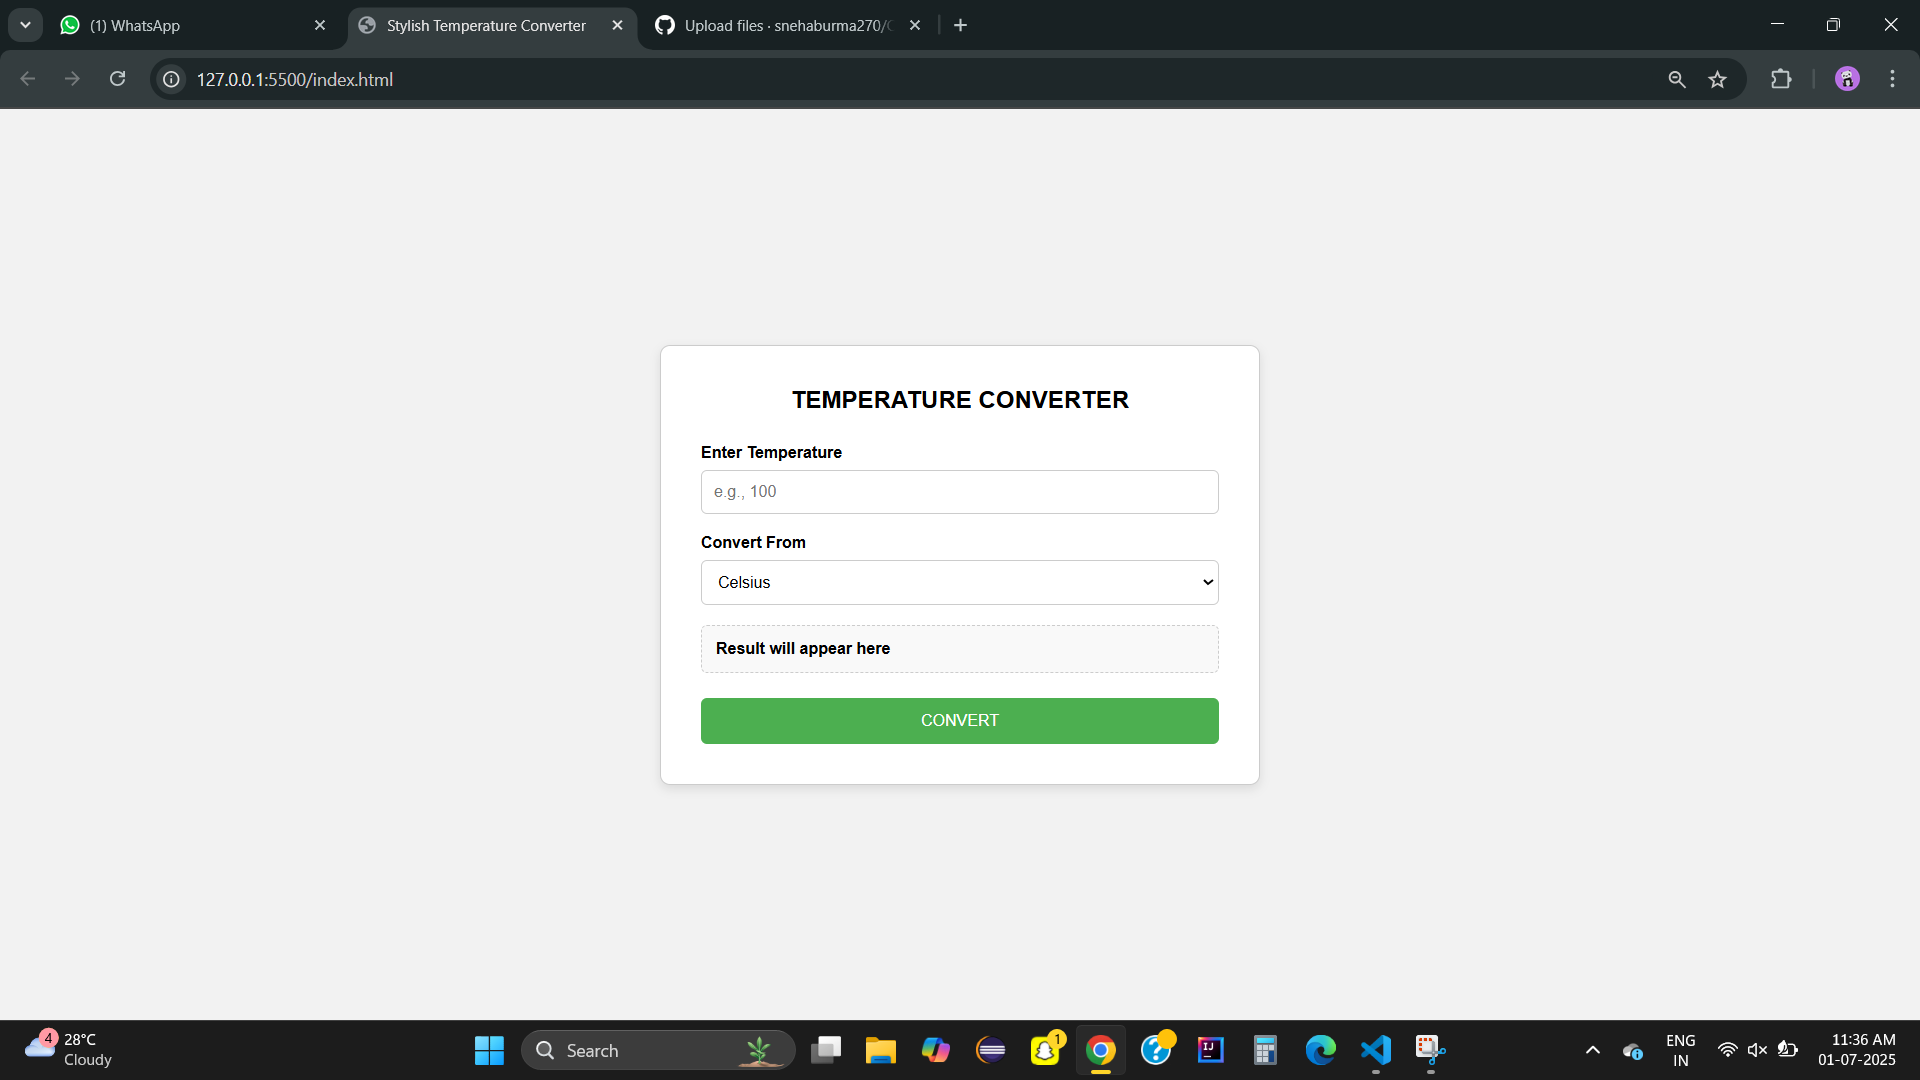 (1) WhatsApp
Stylish Temperature Converter
Upload files · snehaburma270/
127.0.0.1:5500/index.html
TEMPERATURE CONVERTER
Enter Temperature
e.g., 100
Convert From
Celsius
Result will appear here
CONVERT
4
28°C
Cloudy
Search
1
IJ
ENG
IN
11:36 AM
01-07-2025